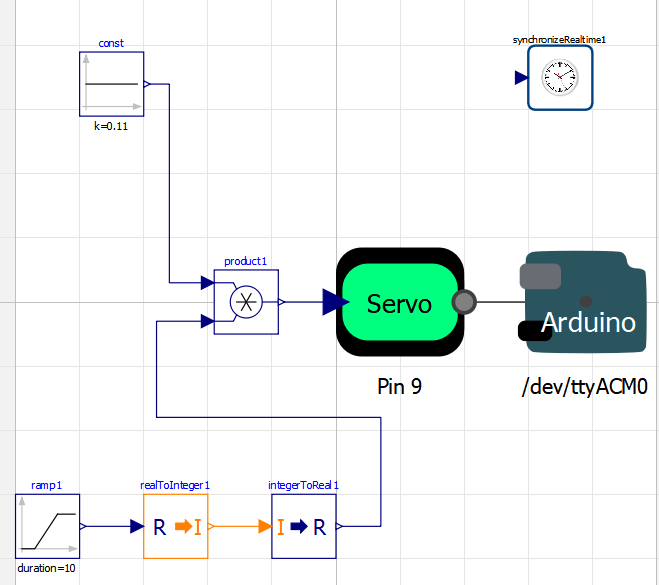 const
synchronizeRealtime1
k=0.11
product1
Servo
Arduino
Pin 9
/dev/ttyACM0
ramp1
realToInteger1
integerToReal1
R I
I R
duration=10